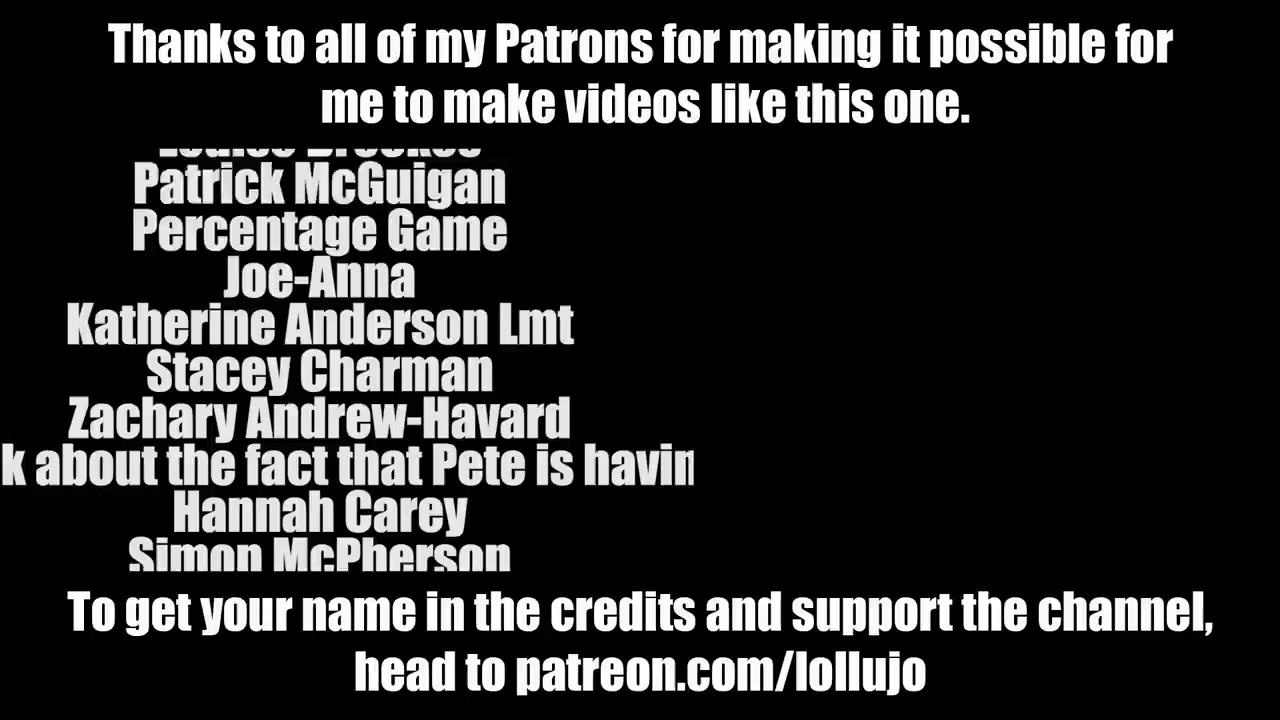 Thanks to all of my Patrons for making it possible for
me to make videos like this one.
Patrick McGuigan
Percentage Game
Joe-Anna
Katherine Anderson Lmt
Stacey Charman
Zachary Andrew-Havard
k about the fact that Pete is havin
Hannah Carey
Simon McPherson
To get your name in the credits and support the channel,
head to patreon.com/lollujo